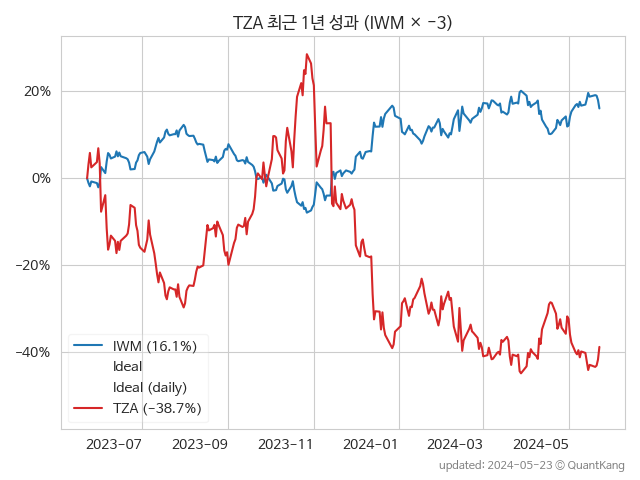 TZA 최근 1년 성과 (IWM × −3)
20%
0%
−20%
−40%
IWM (16.1%)
Ideal
Ideal (daily)
TZA (−38.7%)
2023-07 2023-09 2023-11 2024-01 2024-03 2024-05
updated: 2024-05-23 © QuantKang